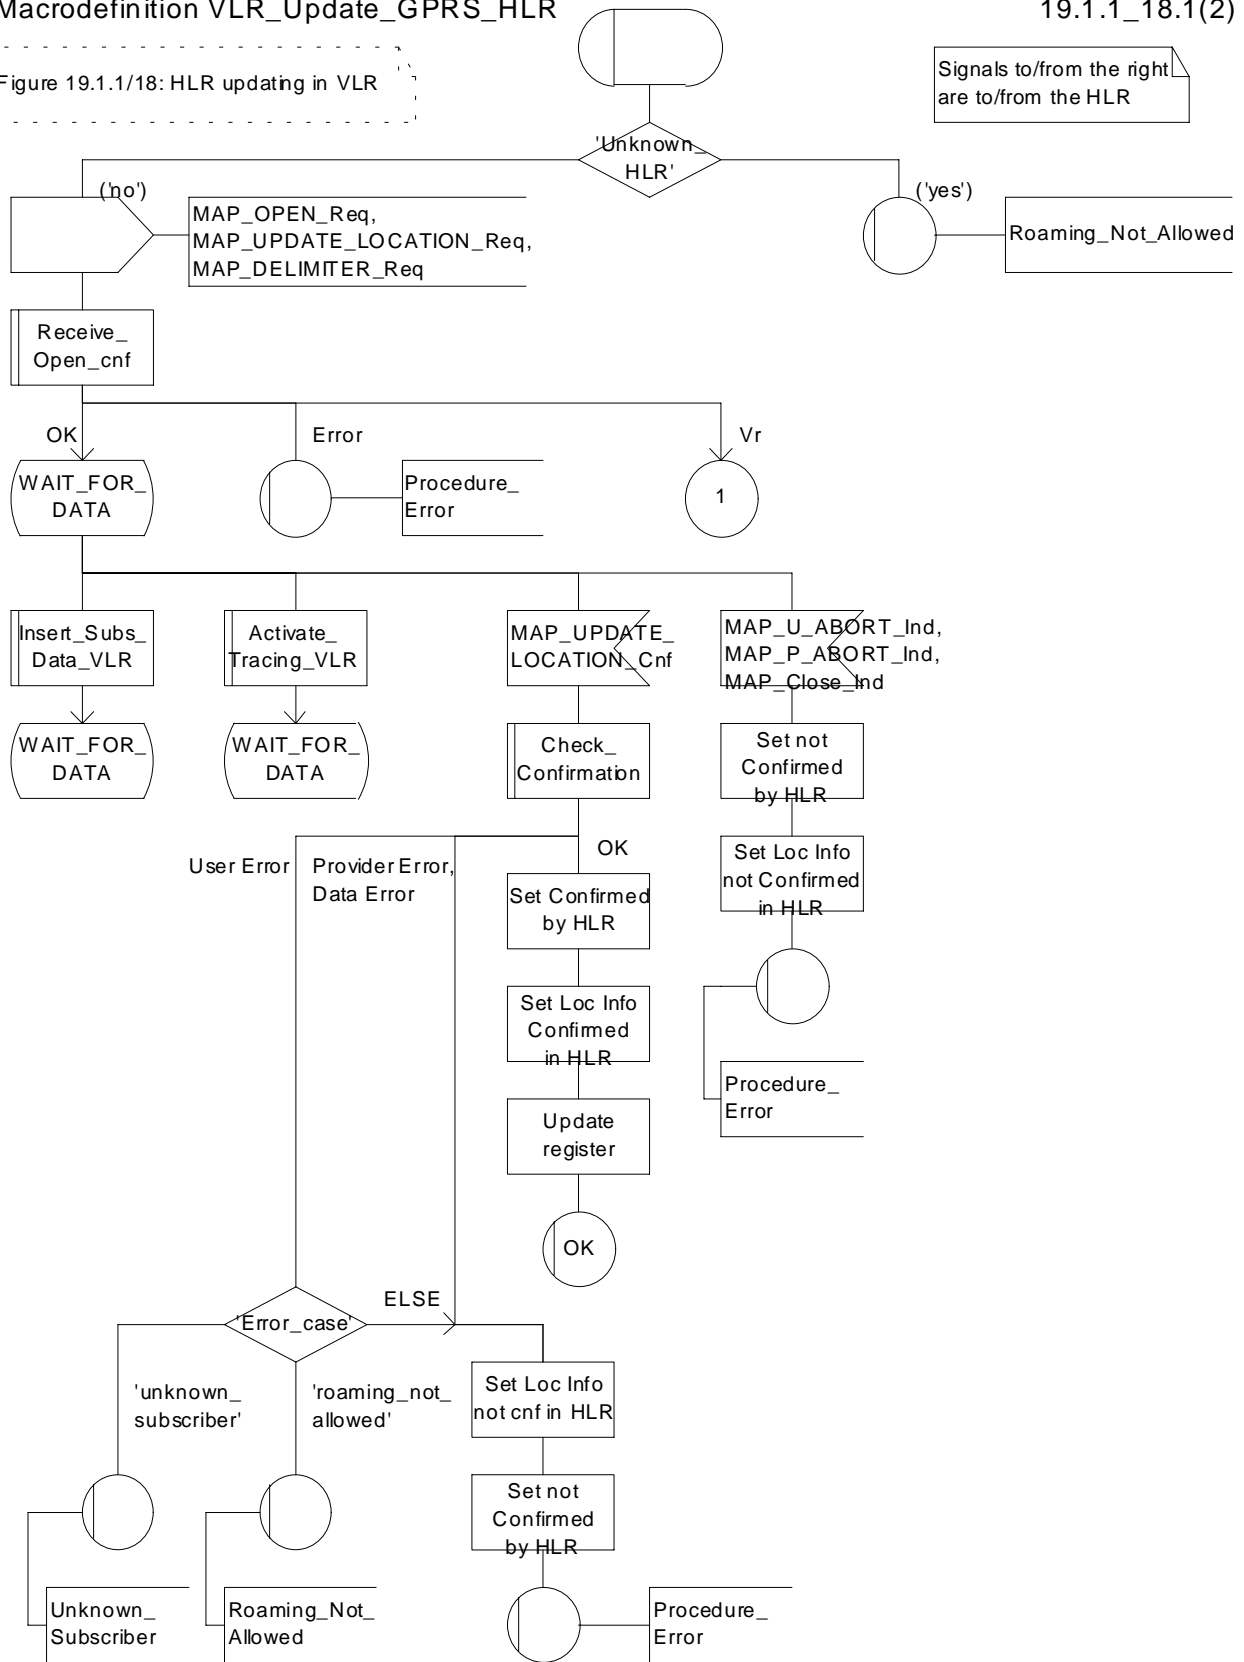 Macrodefinition VLR_Update_GPRS_HLR
19.1.1_18.1(2)
Figure 19.1.1/18: HLR updating in VLR
Signals to/from the right
are to/from the HLR
'Unknown_
HLR'
('no')
('yes')
MAP_OPEN_Req,
MAP_UPDATE_LOCATION_Req,
MAP_DELIMITER_Req
Roaming_Not_Allowed
Receive_
Open_cnf
OK
Error
Vr
WAIT_FOR_
DATA
Procedure_
Error
1
Insert_Subs_
Data_VLR
Activate_
Tracing_VLR
MAP_UPDATE_
LOCATION_Cnf
MAP_U_ABORT_Ind,
MAP_P_ABORT_Ind,
MAP_Close_Ind
WAIT_FOR_
DATA
WAIT_FOR_
DATA
Check_
Confirmation
Set not
Confirmed
by HLR
User Error
Provider Error,
Data Error
OK
Set Loc Info
not Confirmed
in HLR
Set Confirmed
by HLR
Set Loc Info
Confirmed
in HLR
Procedure_
Error
Update
register
OK
'Error_case'
ELSE
'unknown_
subscriber'
'roaming_not_
allowed'
Set Loc Info
not cnf in HLR
Set not
Confirmed
by HLR
Unknown_
Subscriber
Roaming_Not_
Allowed
Procedure_
Error